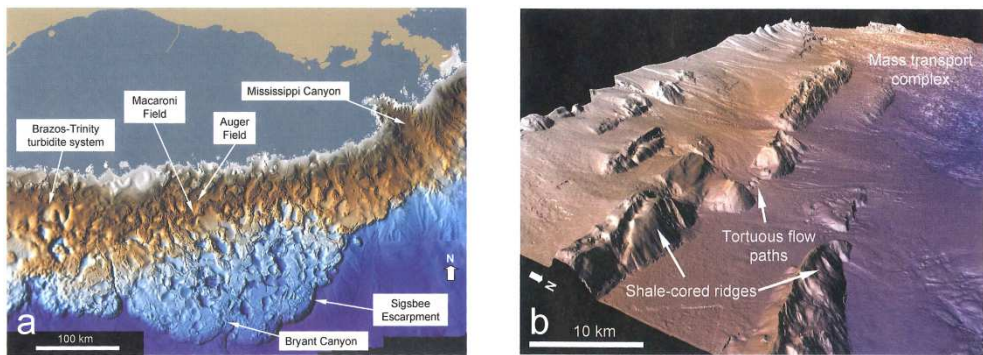 Mississippi Canyon
Macaroni
Field
Auger
Field
Brazos-Trinity
turbidite system
N
Sigsbee
Escarpment
Bryant Canyon
a
100 km
Mass transport
complex
Tortuous flow
paths
Shale-cored ridges
N
b
10 km